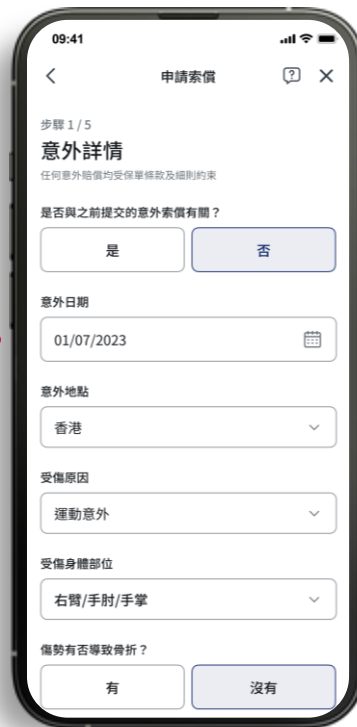 09:41
申請索償
步驟 1 / 5
意外詳情
任何意外賠償均受保單條款及細則約束
是否與之前提交的意外索償有關？
是 否
意外日期
01/07/2023
意外地點
香港
受傷原因
運動意外
受傷身體部位
右臂/手肘/手掌
傷勢有否導致骨折？
有 沒有